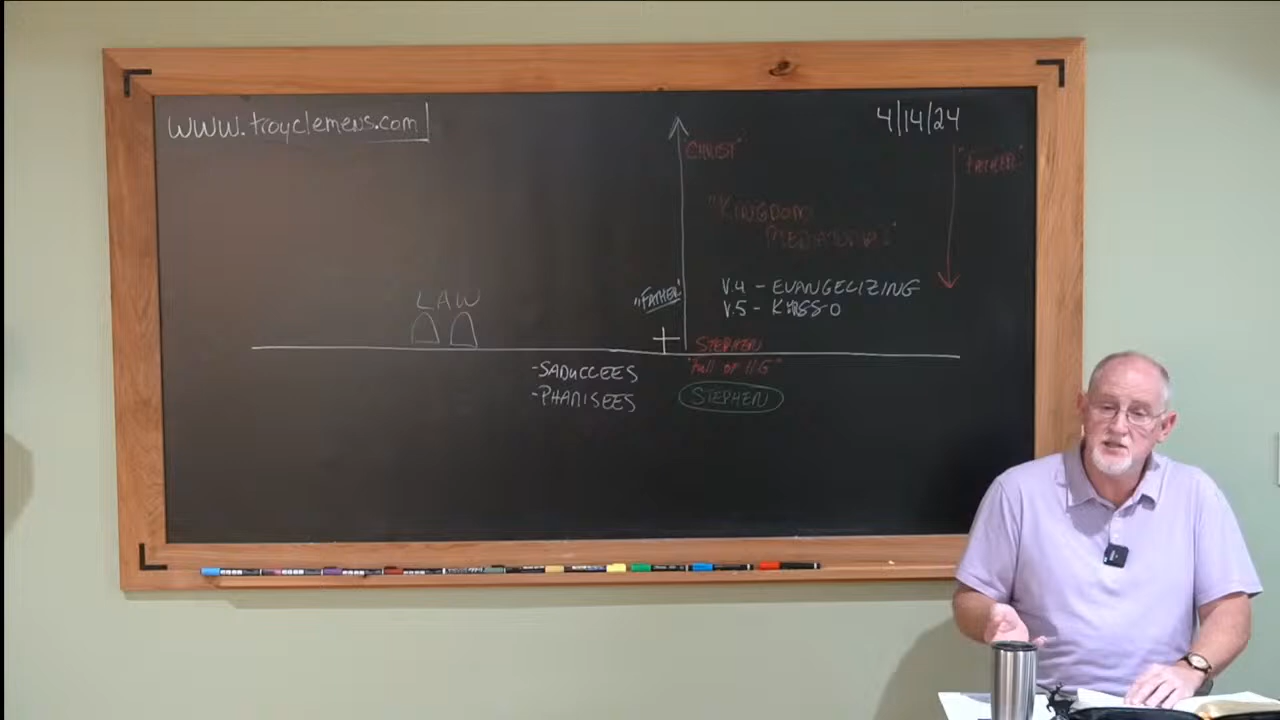 www.troyclemens.com
4/14/24
"CHRIST"
"FATHER"
"KINGDOM
LAW
"FATHER"
V.4 - EVANGELIZING
V.5 -
STEPHEN
-SADUCCEES
"Full OF H/G"
-PHARISEES
STEPHEN